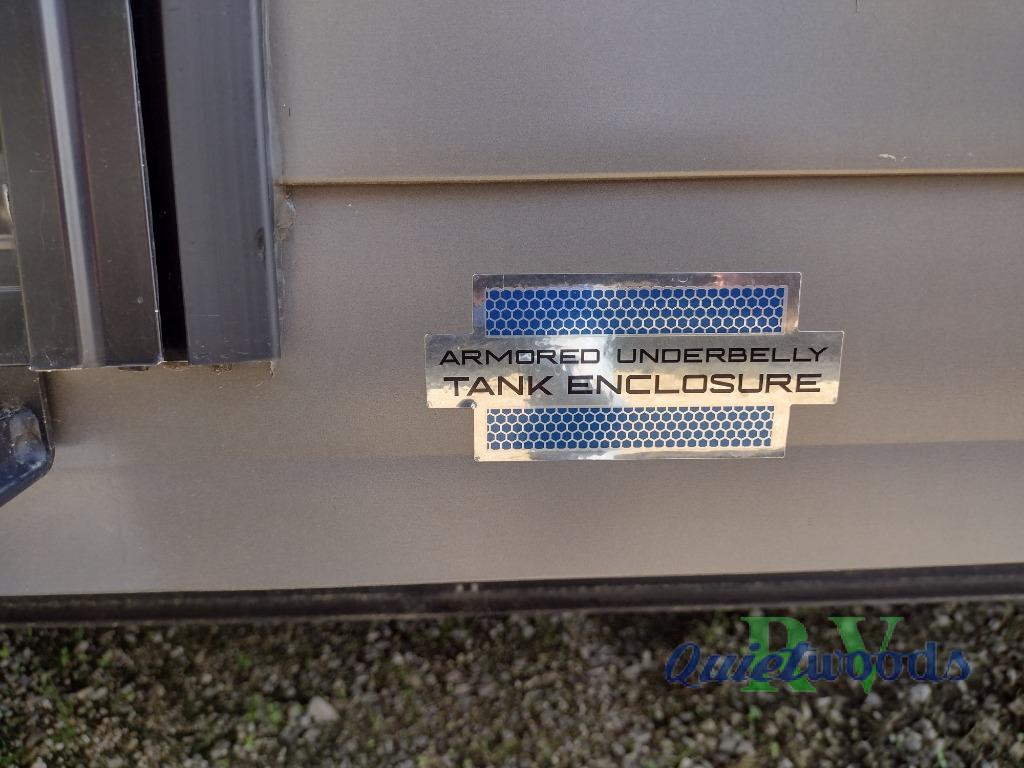 ARMORED UNDERBELLY
TANK ENCLOSURE
RV
Quietwoods